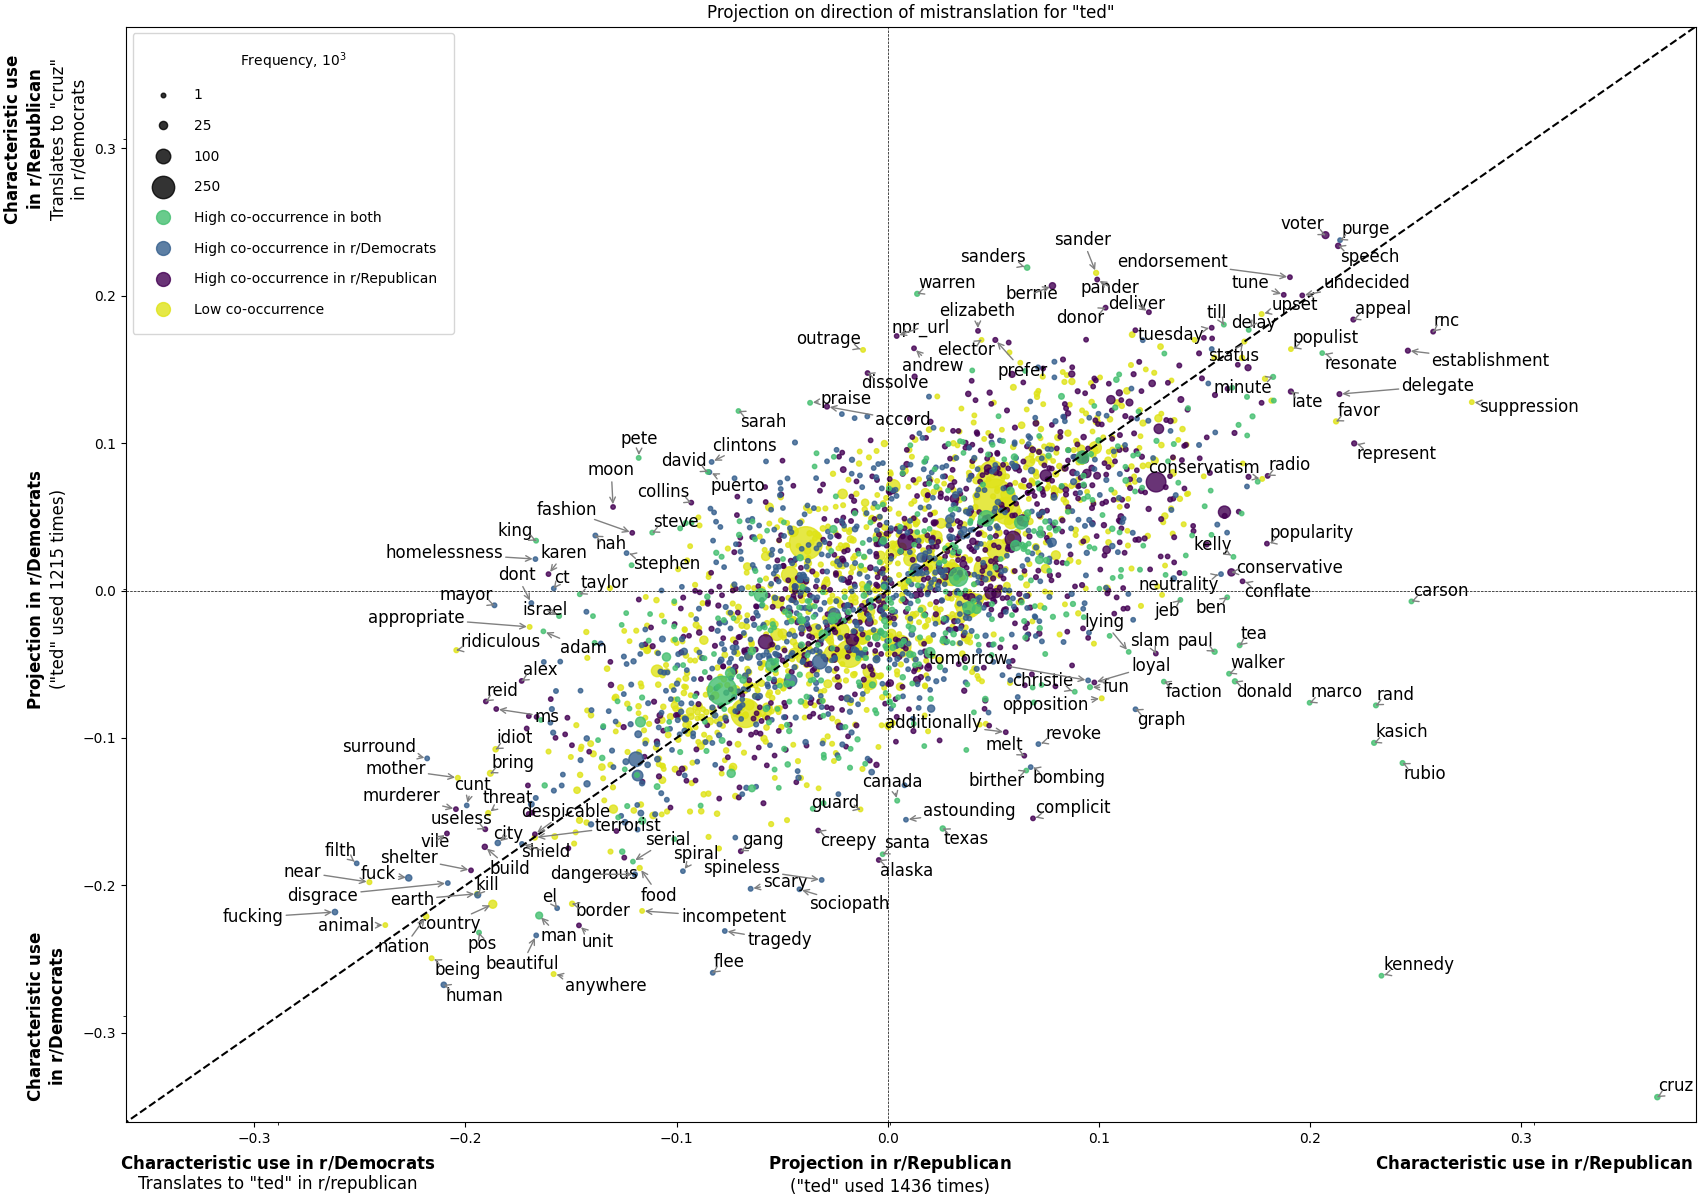 Projection on direction of mistranslation for "ted"
Frequency, 10³
1
25
100
250
High co-occurrence in both
High co-occurrence in r/Democrats
High co-occurrence in r/Republican
Low co-occurrence
Characteristic use
in r/Republican
Translates to "cruz"
in r/democrats
Projection in r/Democrats
("ted" used 1215 times)
Characteristic use
in r/Democrats
0.3
0.2
0.1
0.0
−0.1
−0.2
−0.3
voter
purge
speech
sander
sanders
endorsement
warren
bernie
pander
tune
undecided
elizabeth
donor
deliver
till
upset
appeal
rnc
outrage
npr_url
elector
tuesday
delay
populist
andrew
prefer
status
resonate
establishment
dissolve
minute
delegate
praise
late
favor
suppression
sarah
accord
pete
clintons
represent
moon
david
puerto
conservatism
radio
collins
fashion
steve
king
nah
popularity
homelessness
karen
stephen
kelly
dont
ct
taylor
conservative
mayor
israel
neutrality
conflate
carson
appropriate
jeb
ben
ridiculous
adam
lying
slam
paul
tea
alex
tomorrow
loyal
walker
reid
christie
fun
faction
donald
marco
rand
ms
opposition
graph
idiot
additionally
revoke
kasich
surround
melt
mother
bring
canada
birther
bombing
rubio
cunt
murderer
threat
guard
astounding
complicit
useless
despicable
terrorist
vile
city
serial
gang
creepy
santa
texas
filth
shelter
shield
spiral
near
fuck
build
dangerous
spineless
alaska
disgrace
earth
kill
food
scary
sociopath
fucking
animal
country
el
border
incompetent
nation
pos
man
unit
tragedy
being
beautiful
flee
kennedy
human
anywhere
cruz
−0.3
−0.2
−0.1
0.0
0.1
0.2
0.3
Characteristic use in r/Democrats
Translates to "ted" in r/republican
Projection in r/Republican
("ted" used 1436 times)
Characteristic use in r/Republican